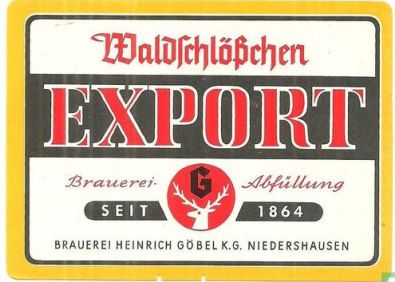 Waldſchlößchen
EXPORT
Brauerei- G Abfüllung
SEIT 1864
BRAUEREI HEINRICH GÖBEL K.G. NIEDERSHAUSEN